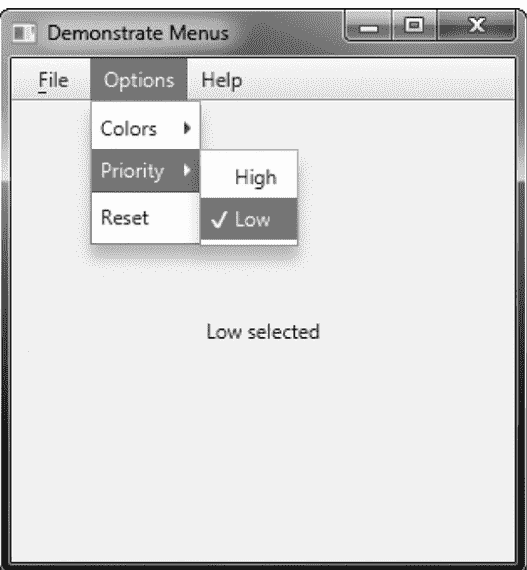 Demonstrate Menus
File Options Help
Colors
Priority
High
Reset
Low
Low selected